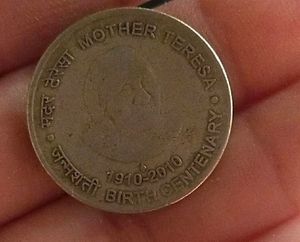 मदर टेरेसा MOTHER TERESA
1910-2010
जन्मशती BIRTH CENTENARY